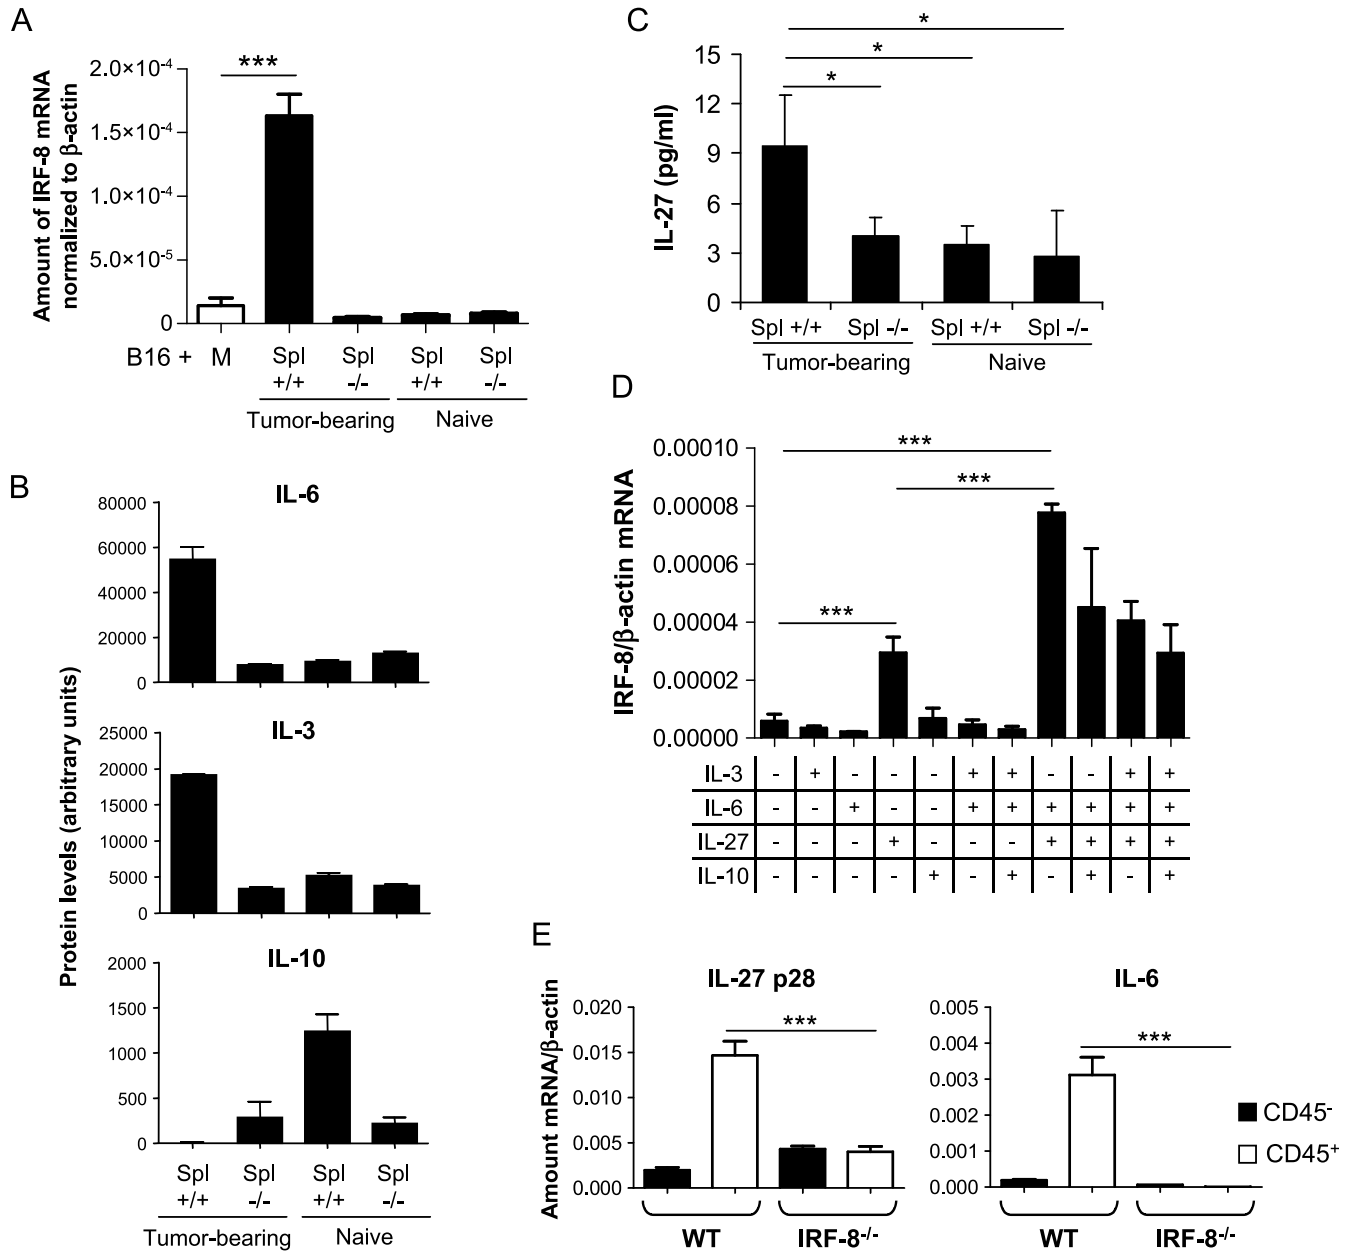 A
Amount of IRF-8 mRNA
normalized to β-actin
2.0×10⁻⁴
1.5×10⁻⁴
1.0×10⁻⁴
5.0×10⁻⁵
0
***
B16 + M Spl Spl Spl Spl
+/+ -/- +/+ -/-
Tumor-bearing Naive
B
Protein levels (arbitrary units)
IL-6
80000
60000
40000
20000
0
IL-3
25000
20000
15000
10000
5000
0
IL-10
2000
1500
1000
500
0
Spl Spl Spl Spl
+/+ -/- +/+ -/-
Tumor-bearing Naive
C
IL-27 (pg/ml)
15
12
9
6
3
0
*
*
*
Spl +/+ Spl -/- Spl +/+ Spl -/-
Tumor-bearing Naive
D
IRF-8/β-actin mRNA
0.00010
0.00008
0.00006
0.00004
0.00002
0.00000
***
***
***
IL-3 - + - - - + + - - + +
IL-6 - - + - - + + + + + +
IL-27 - - - + - - - + + + +
IL-10 - - - - + - + - + - +
E
Amount mRNA/β-actin
IL-27 p28
0.020
0.015
0.010
0.005
0.000
***
WT IRF-8⁻/⁻
IL-6
0.005
0.004
0.003
0.002
0.001
0.000
***
WT IRF-8⁻/⁻
CD45⁻
CD45⁺